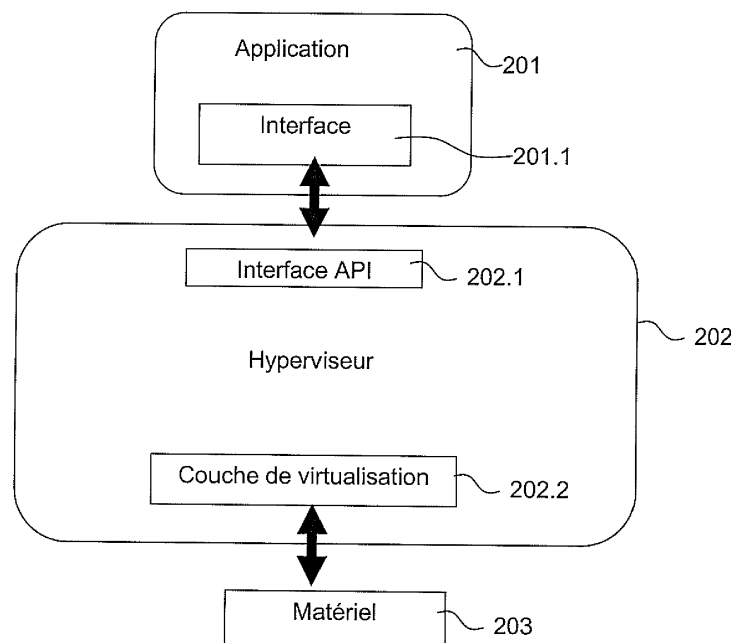 Application
201
Interface
201.1
Interface API
202.1
202
Hyperviseur
Couche de virtualisation
202.2
Matériel
203